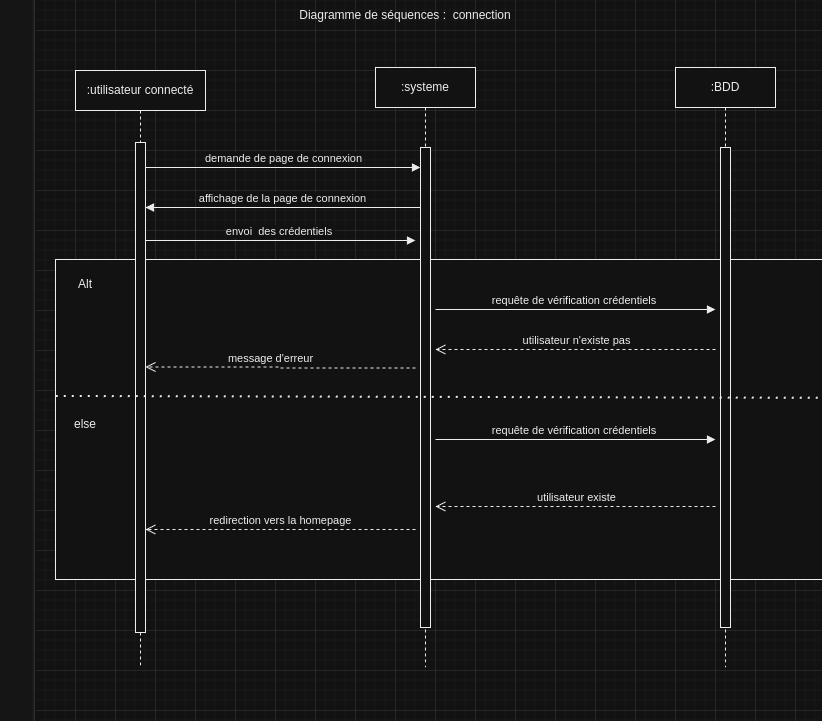 Diagramme de séquences :  connection
:utilisateur connecté
:systeme
:BDD
demande de page de connexion
affichage de la page de connexion
envoi  des crédentiels
Alt
requête de vérification crédentiels
utilisateur n'existe pas
message d'erreur
else
requête de vérification crédentiels
utilisateur existe
redirection vers la homepage